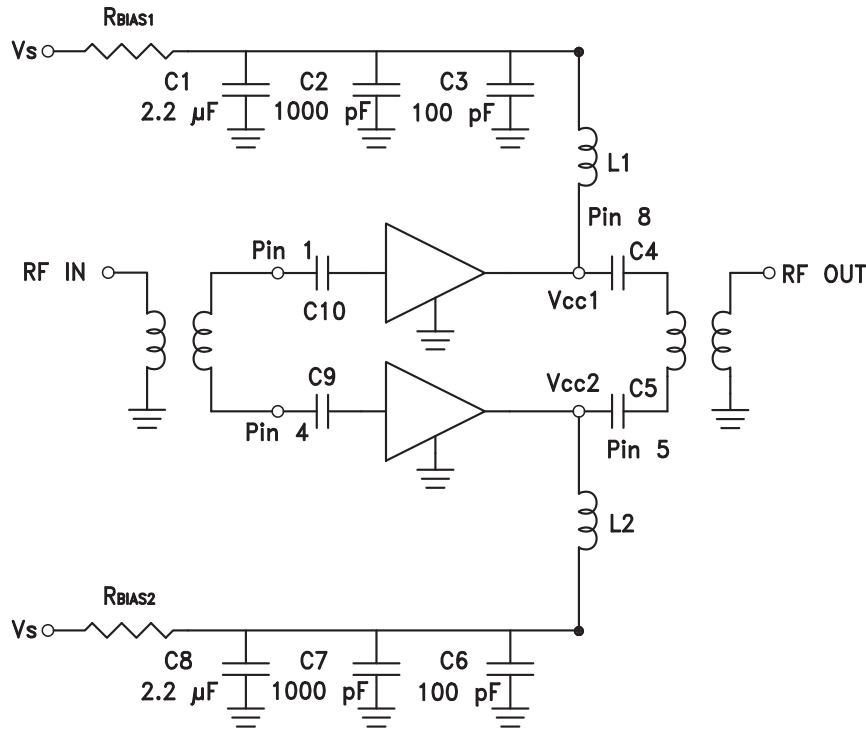 RBIAS1
Vs
C1 C2 C3
2.2 µF 1000 pF 100 pF
L1
Pin 8
Pin 1 C4
RF IN RF OUT
C10 Vcc1
C9 Vcc2 C5
Pin 4 Pin 5
L2
RBIAS2
Vs
C8 C7 C6
2.2 µF 1000 pF 100 pF